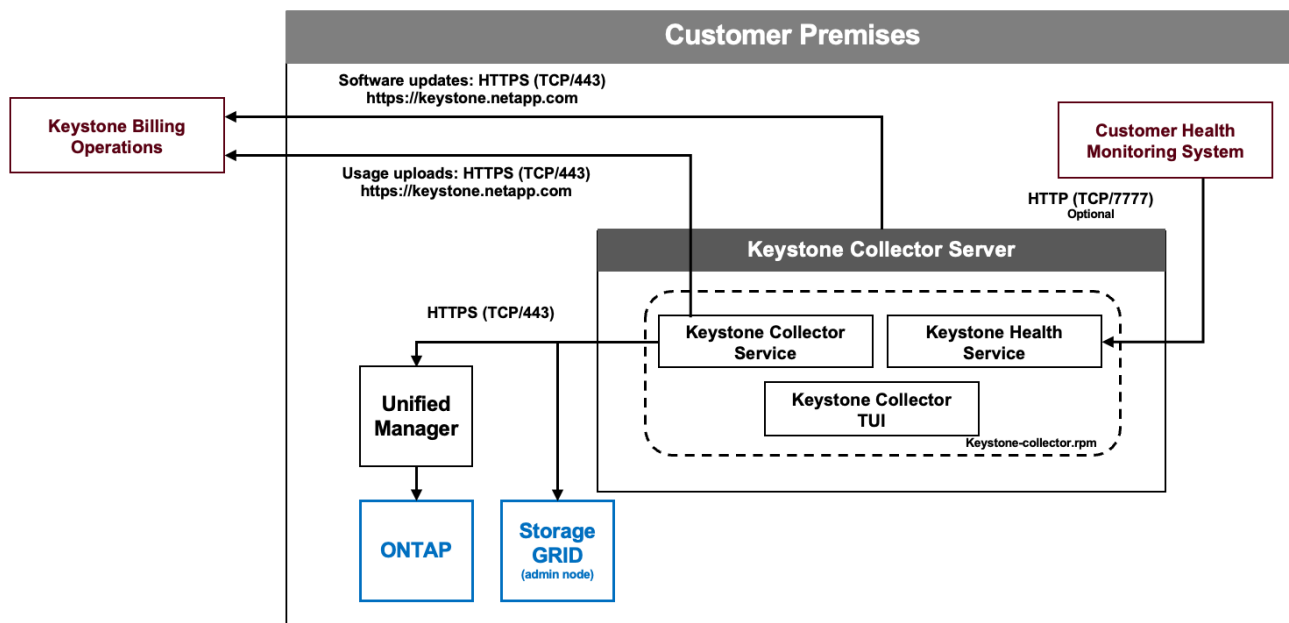 Customer Premises
Software updates: HTTPS (TCP/443)
https://keystone.netapp.com
Keystone Billing
Operations
Customer Health
Monitoring System
Usage uploads: HTTPS (TCP/443)
https://keystone.netapp.com
HTTP (TCP/7777)
Optional
Keystone Collector Server
HTTPS (TCP/443)
Keystone Collector
Service
Keystone Health
Service
Keystone Collector
TUI
Keystone-collector.rpm
Unified
Manager
ONTAP
Storage
GRID
(admin node)